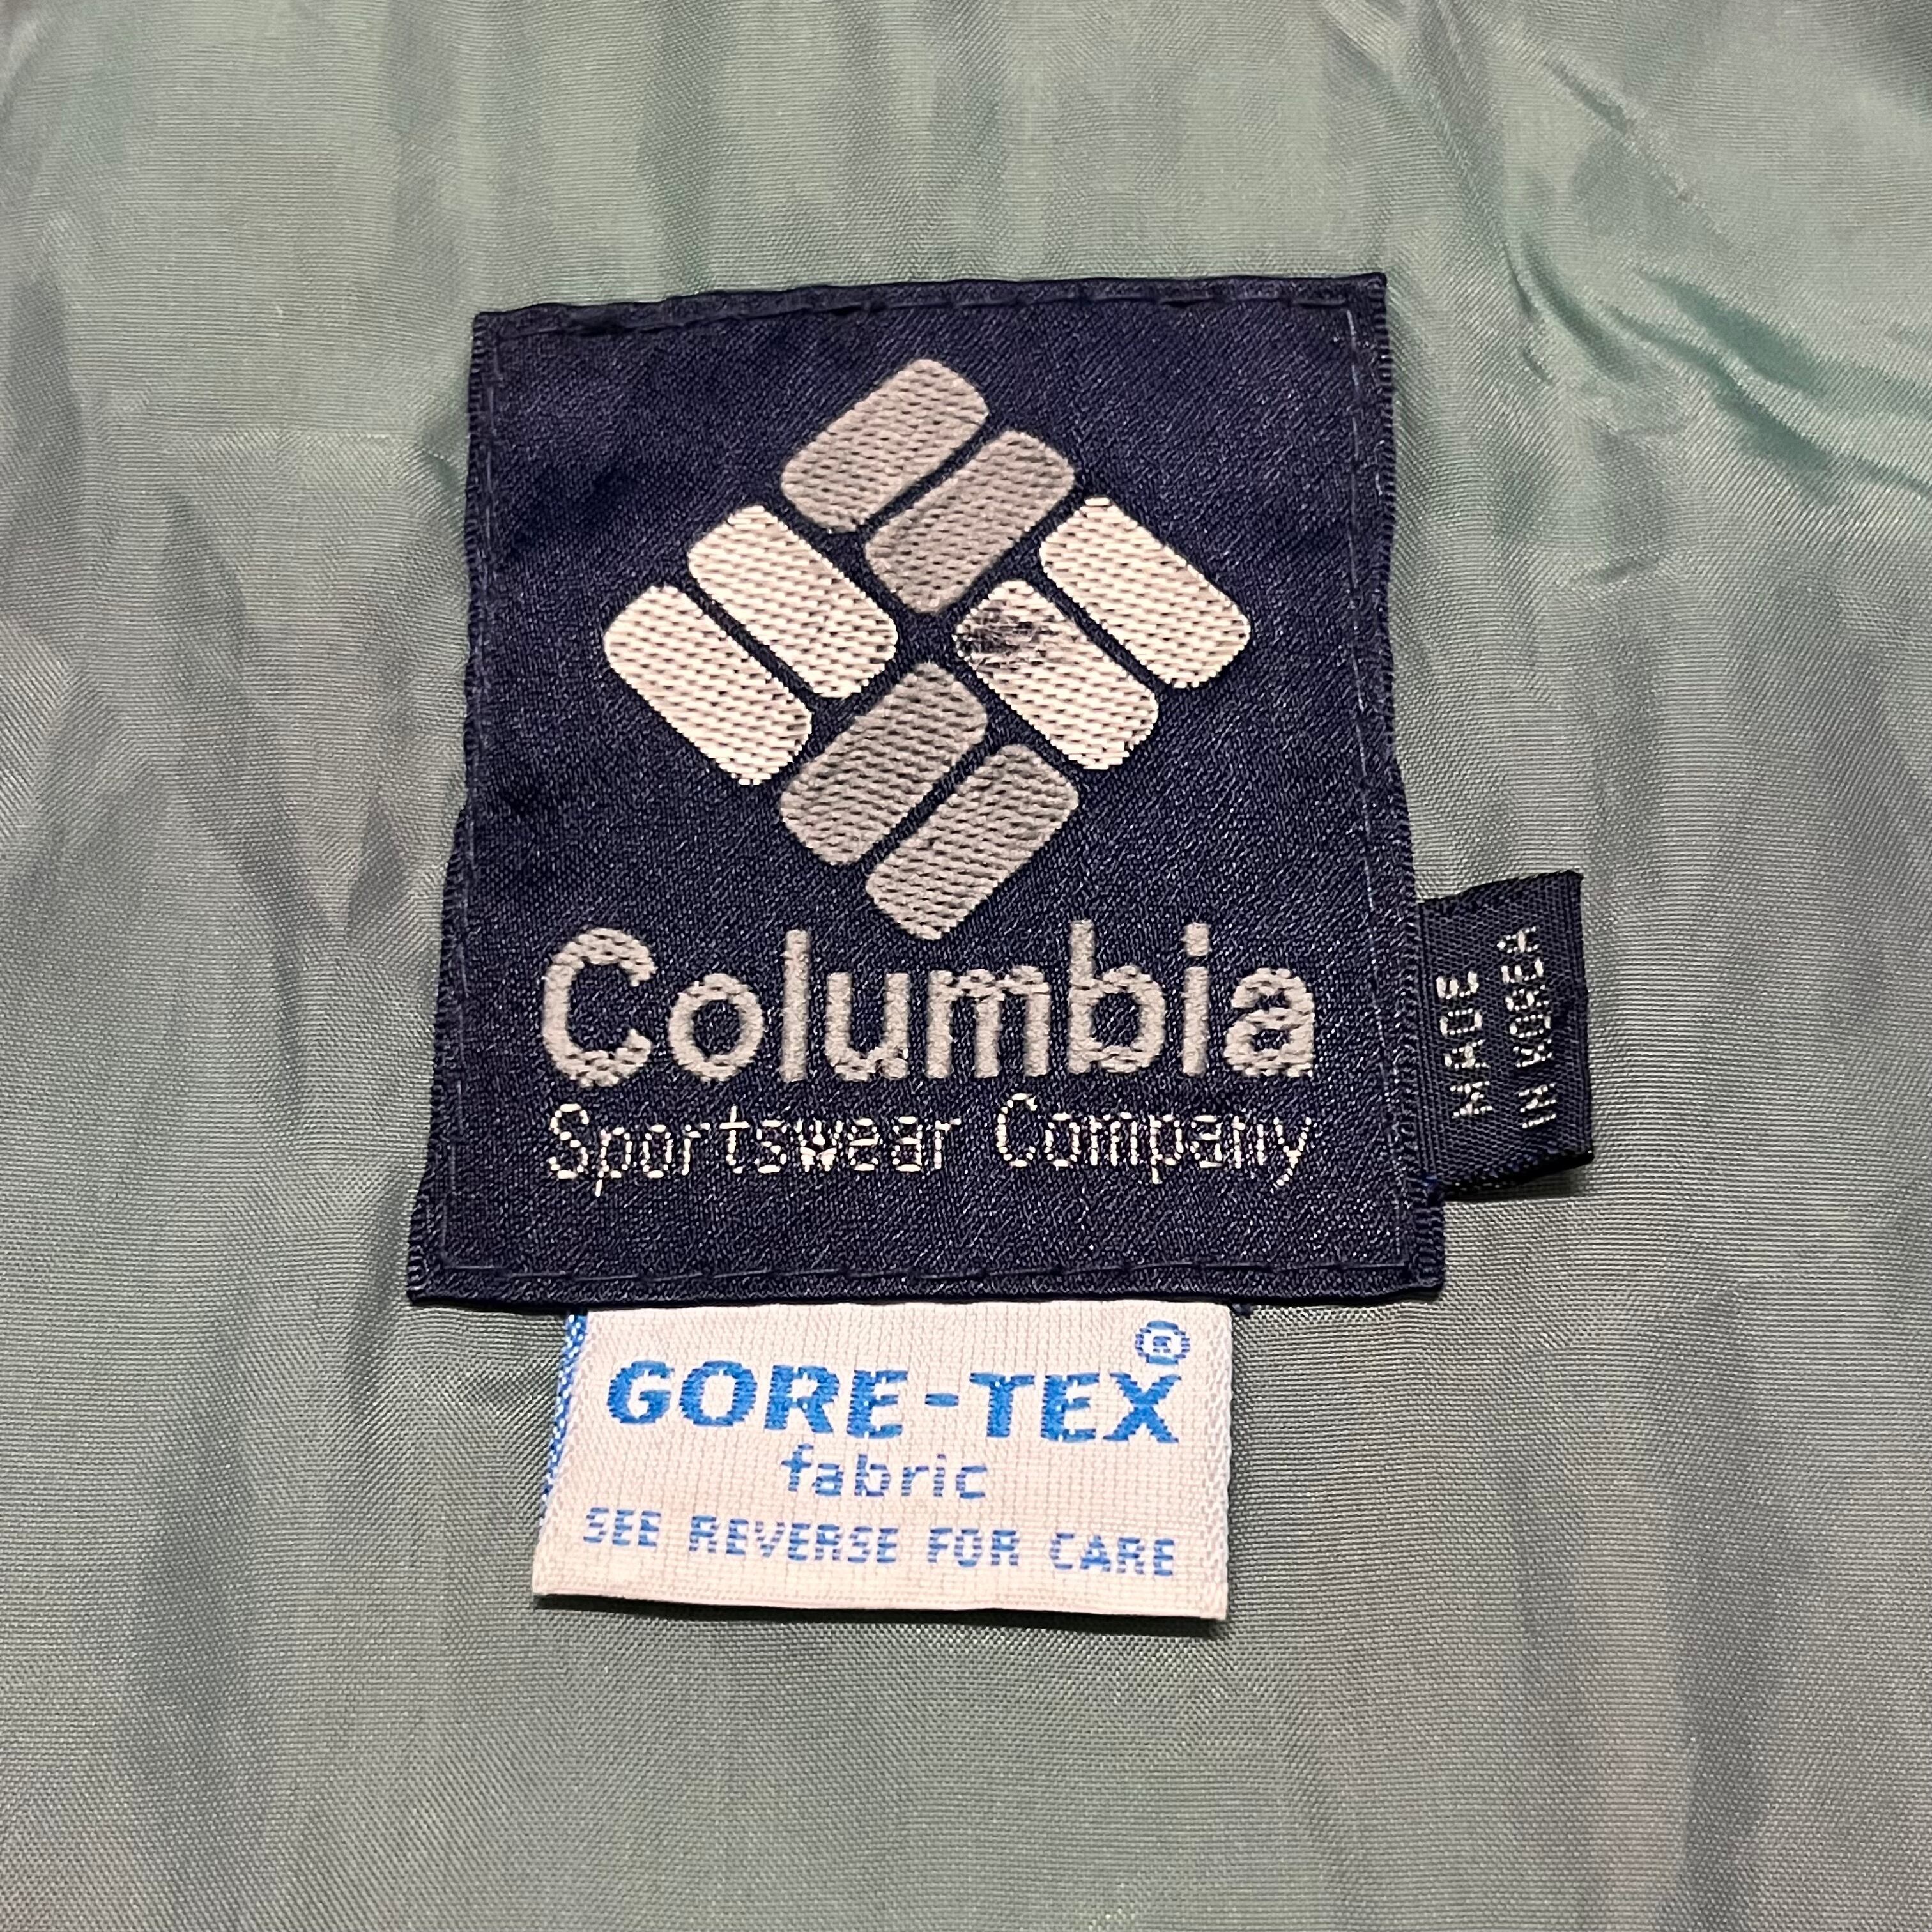 Columbia
Sportswear Company
MADE
IN KOREA
GORE-TEX®
fabric
SEE REVERSE FOR CARE